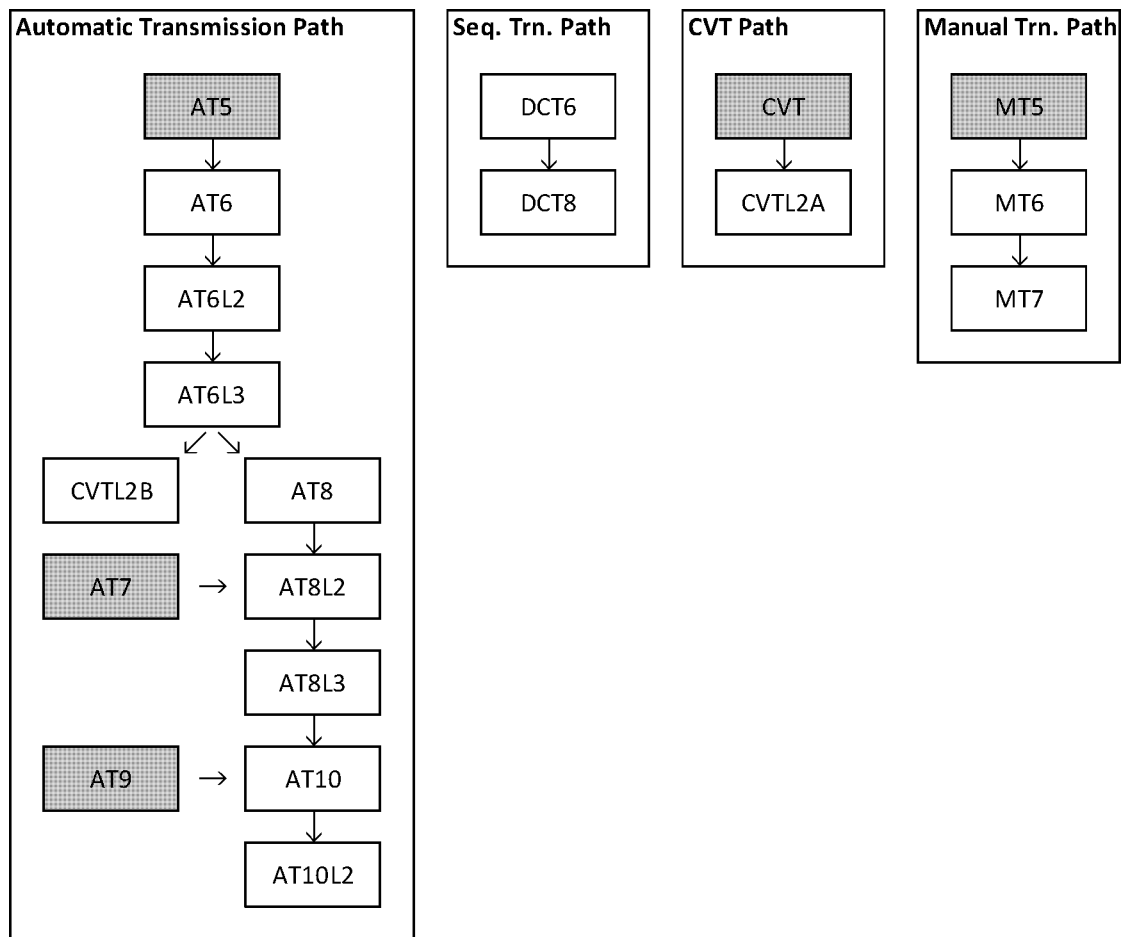 Automatic Transmission Path
AT5
AT6
AT6L2
AT6L3
CVTL2B
AT8
AT7
AT8L2
AT8L3
AT9
AT10
AT10L2
Seq. Trn. Path
DCT6
DCT8
CVT Path
CVT
CVTL2A
Manual Trn. Path
MT5
MT6
MT7